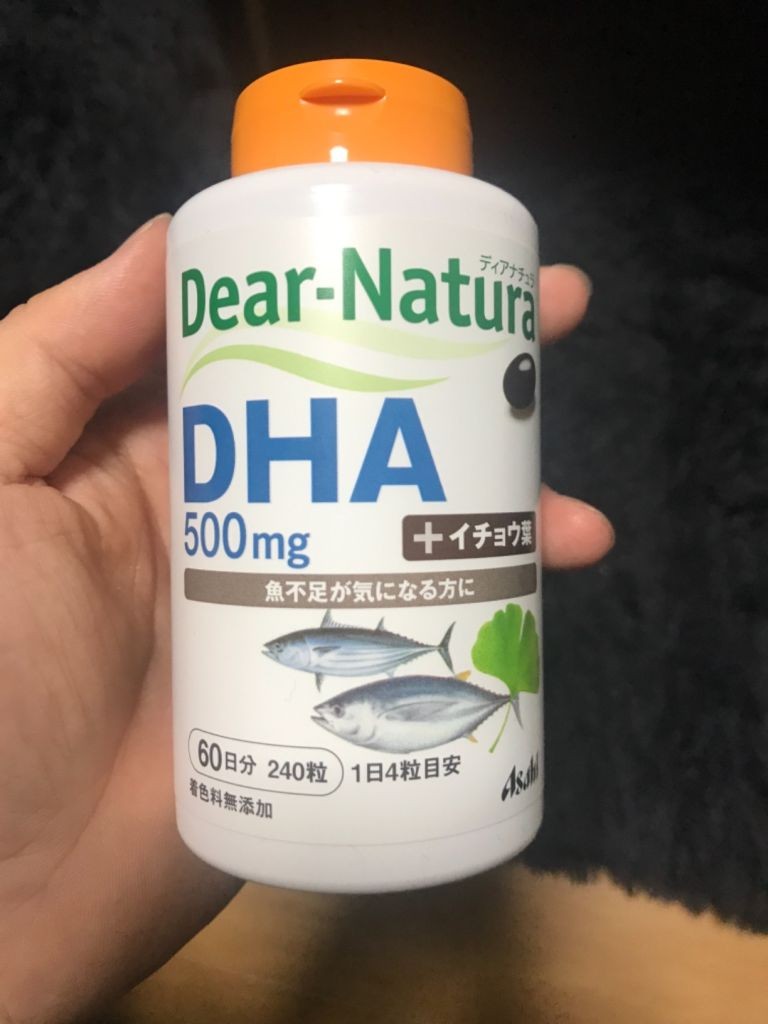 ディアナチュラ
Dear-Natura
DHA
500mg
+イチョウ葉
魚不足が気になる方に
60日分 240粒 1日4粒目安
着色料無添加
Asahi